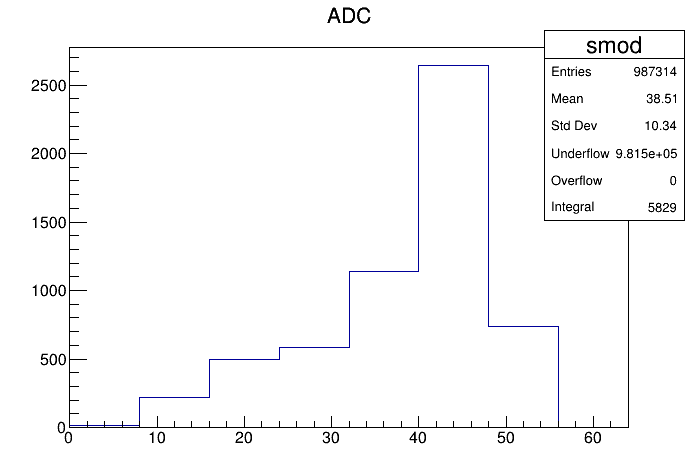 ADC
smod
Entries 987314
Mean 38.51
Std Dev 10.34
Underflow 9.815e+05
Overflow 0
Integral 5829
2500
2000
1500
1000
500
0
0 10 20 30 40 50 60